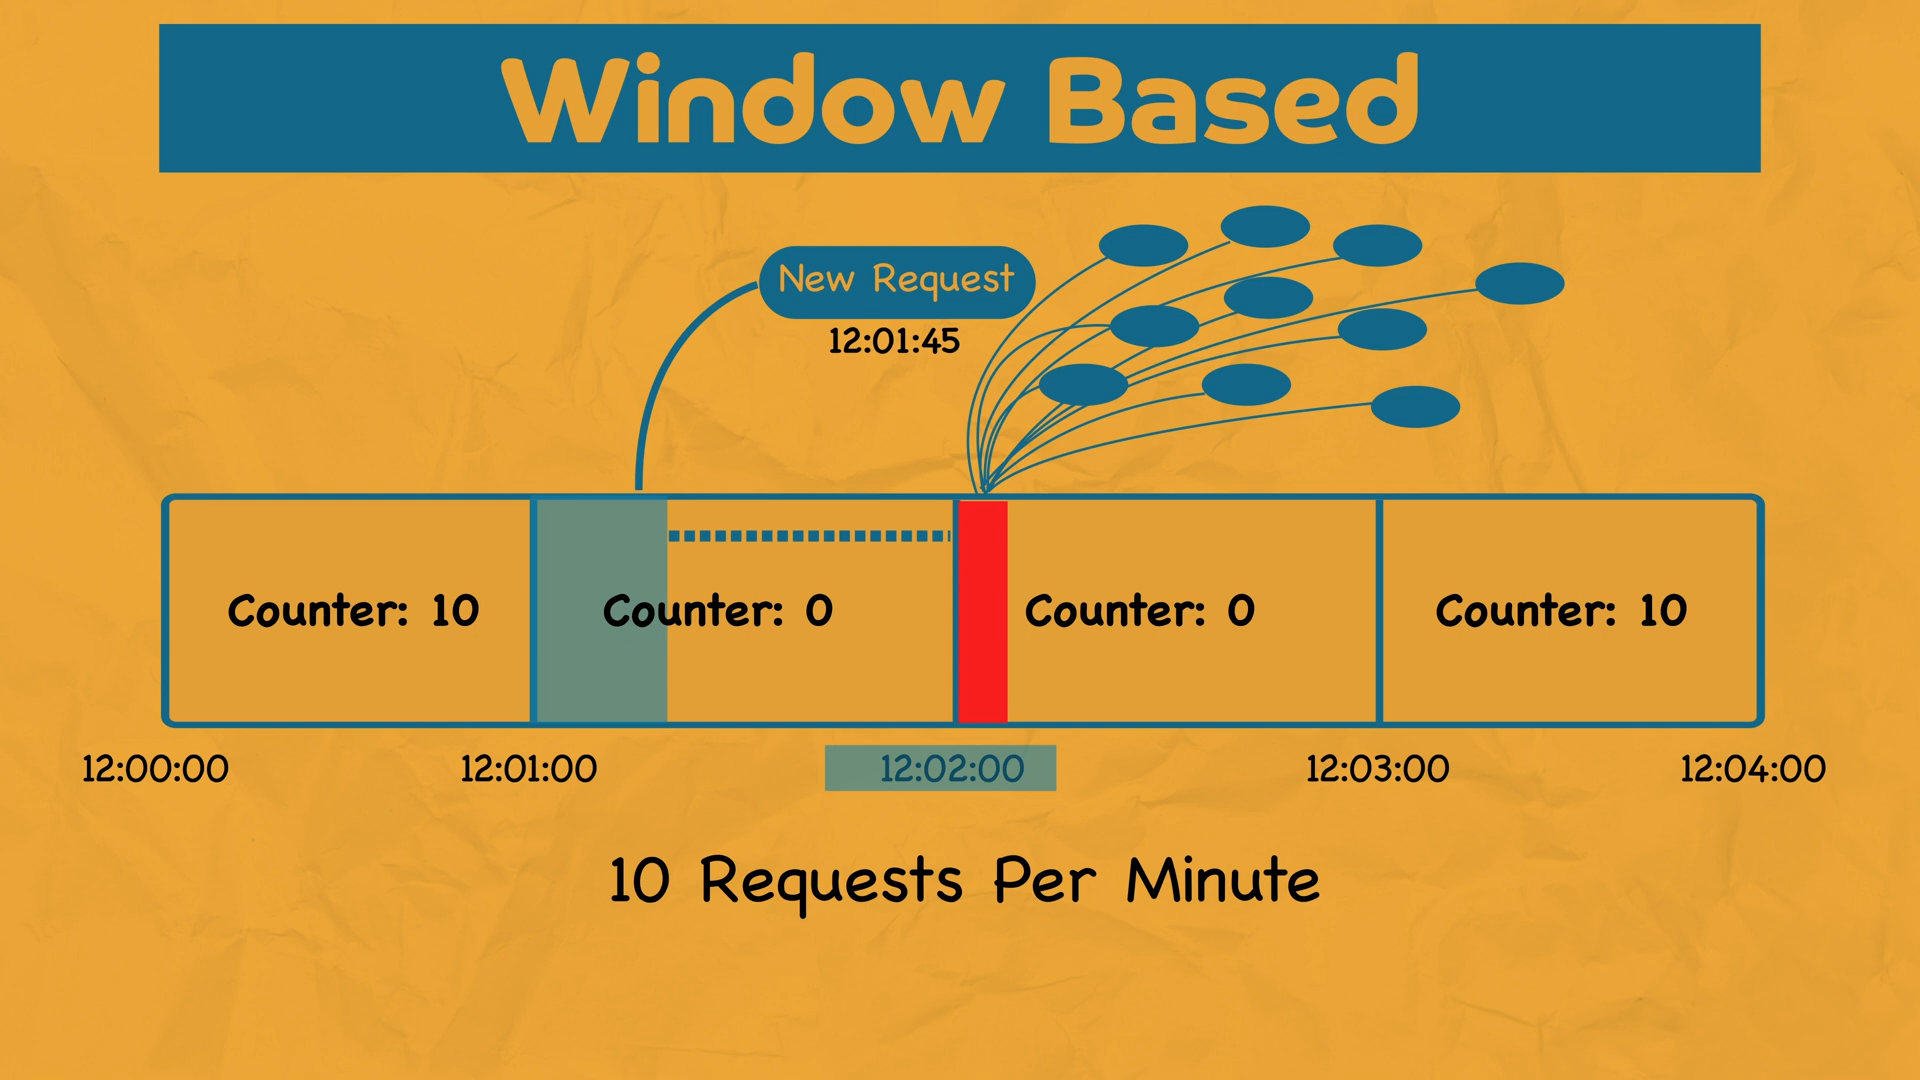 Window Based
New Request
12:01:45
Counter: 10
Counter: 0
Counter: 0
Counter: 10
12:00:00
12:01:00
12:02:00
12:03:00
12:04:00
10 Requests Per Minute